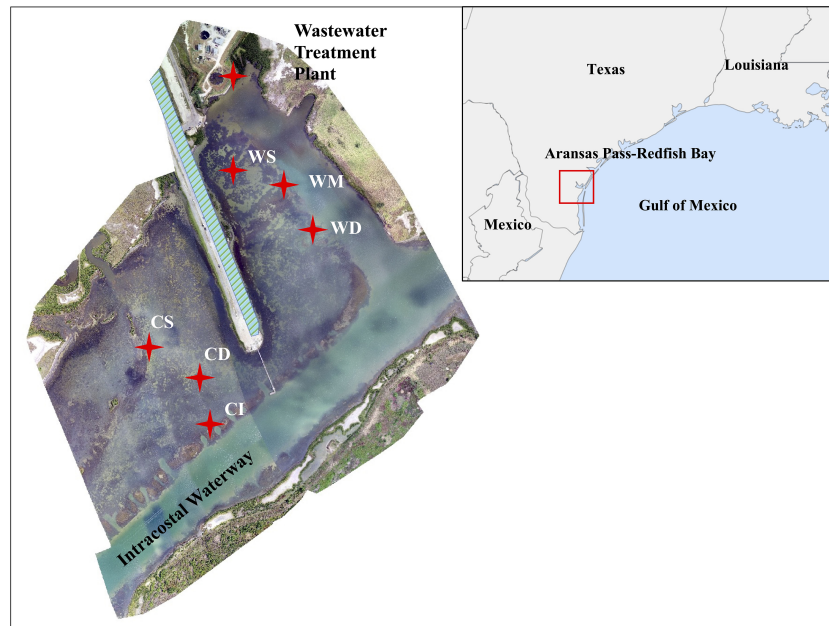 Wastewater
Treatment
Plant
WS
WM
WD
CS
CD
CI
Intracostal Waterway
Texas
Louisiana
Aransas Pass-Redfish Bay
Gulf of Mexico
Mexico